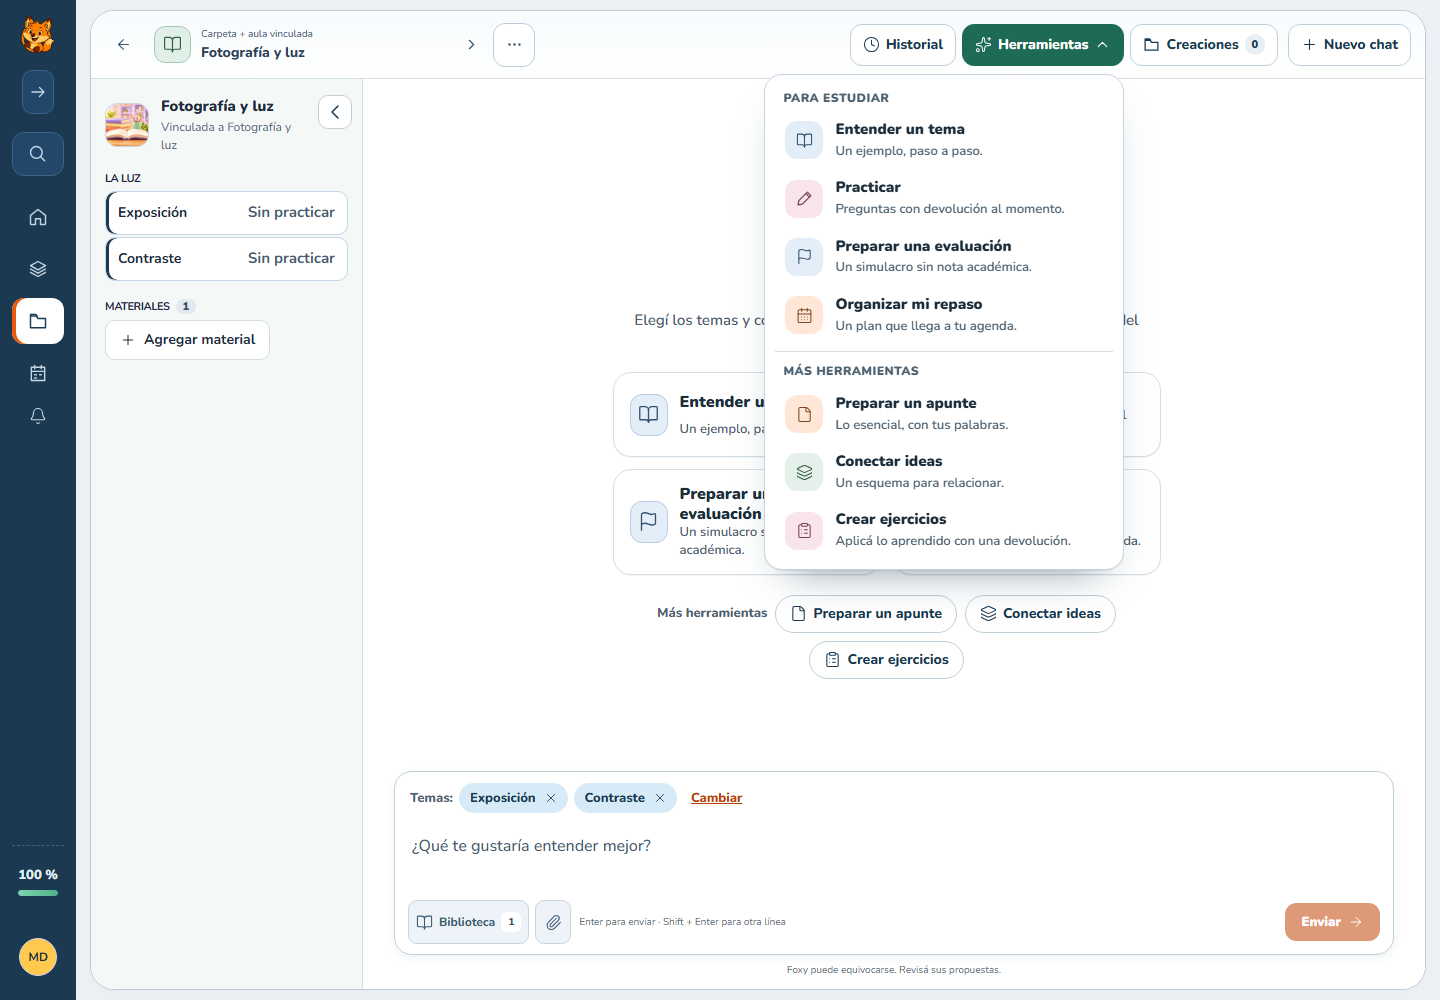 Carpeta + aula vinculada
Fotografía y luz
Historial
Herramientas
Creaciones 0
Nuevo chat
Fotografía y luz
Vinculada a Fotografía y
luz
LA LUZ
Exposición Sin practicar
Contraste Sin practicar
MATERIALES 1
Agregar material
PARA ESTUDIAR
Entender un tema
Un ejemplo, paso a paso.
Practicar
Preguntas con devolución al momento.
Preparar una evaluación
Un simulacro sin nota académica.
Organizar mi repaso
Un plan que llega a tu agenda.
MÁS HERRAMIENTAS
Preparar un apunte
Lo esencial, con tus palabras.
Conectar ideas
Un esquema para relacionar.
Crear ejercicios
Aplicá lo aprendido con una devolución.
Elegí los temas y
Entender
Un ejemplo,
Preparar
evaluación
Un simulacro
académica.
Más herramientas
Preparar un apunte
Conectar ideas
Crear ejercicios
Temas: Exposición Contraste Cambiar
¿Qué te gustaría entender mejor?
Biblioteca 1
Enter para enviar · Shift + Enter para otra línea
Enviar
Foxy puede equivocarse. Revisá sus propuestas.
100 %
MD